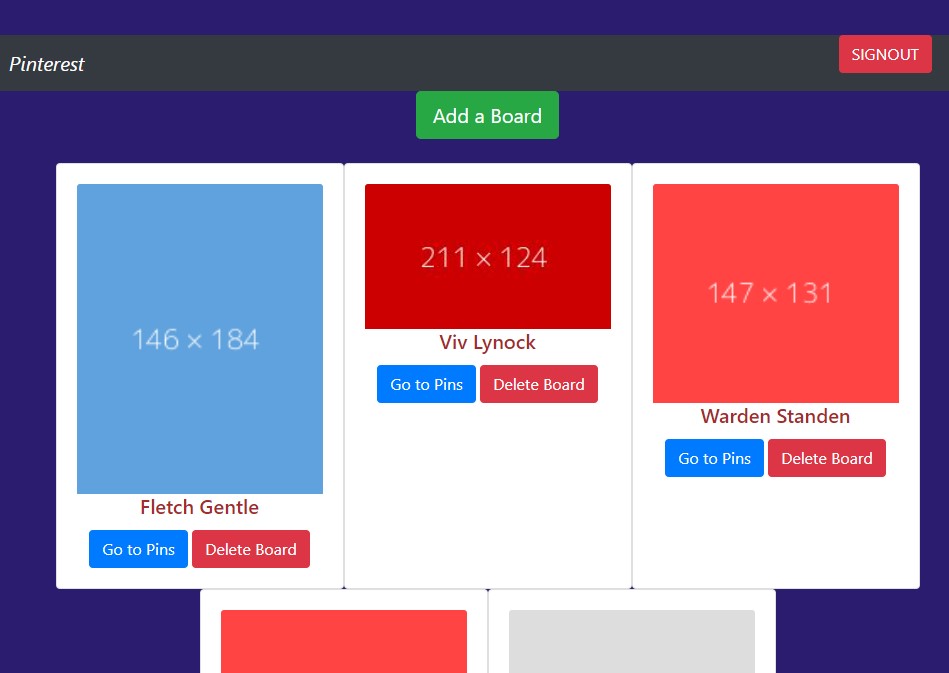 Pinterest
SIGNOUT
Add a Board
146 × 184
Fletch Gentle
Go to Pins
Delete Board
211 × 124
Viv Lynock
Go to Pins
Delete Board
147 × 131
Warden Standen
Go to Pins
Delete Board